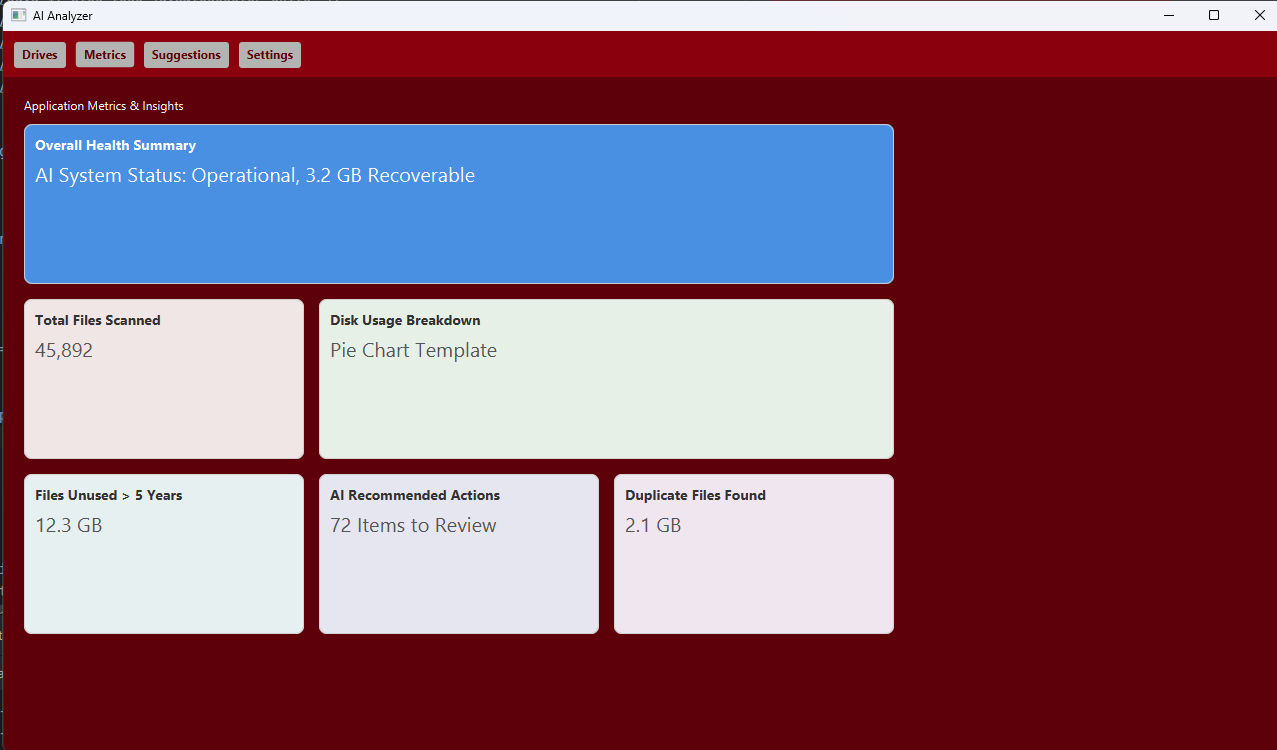 AI Analyzer
Drives Metrics Suggestions Settings
Application Metrics & Insights
Overall Health Summary
AI System Status: Operational, 3.2 GB Recoverable
Total Files Scanned
45,892
Disk Usage Breakdown
Pie Chart Template
Files Unused > 5 Years
12.3 GB
AI Recommended Actions
72 Items to Review
Duplicate Files Found
2.1 GB